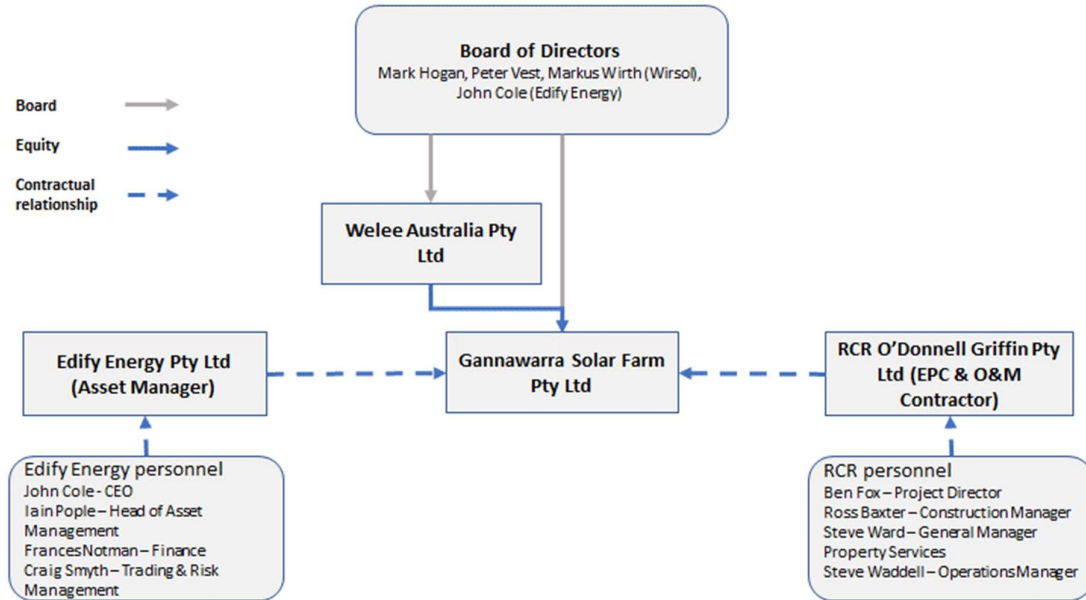 Board of Directors
Mark Hogan, Peter Vest, Markus Wirth (Wirsol),
John Cole (Edify Energy)
Board
Equity
Contractual
relationship
Welee Australia Pty
Ltd
Edify Energy Pty Ltd
(Asset Manager)
Gannawarra Solar Farm
Pty Ltd
RCR O’Donnell Griffin Pty
Ltd (EPC & O&M
Contractor)
Edify Energy personnel
John Cole - CEO
Iain Pople – Head of Asset
Management
Frances Notman – Finance
Craig Smyth – Trading & Risk
Management
RCR personnel
Ben Fox – Project Director
Ross Baxter – Construction Manager
Steve Ward – General Manager
Property Services
Steve Waddell – Operations Manager